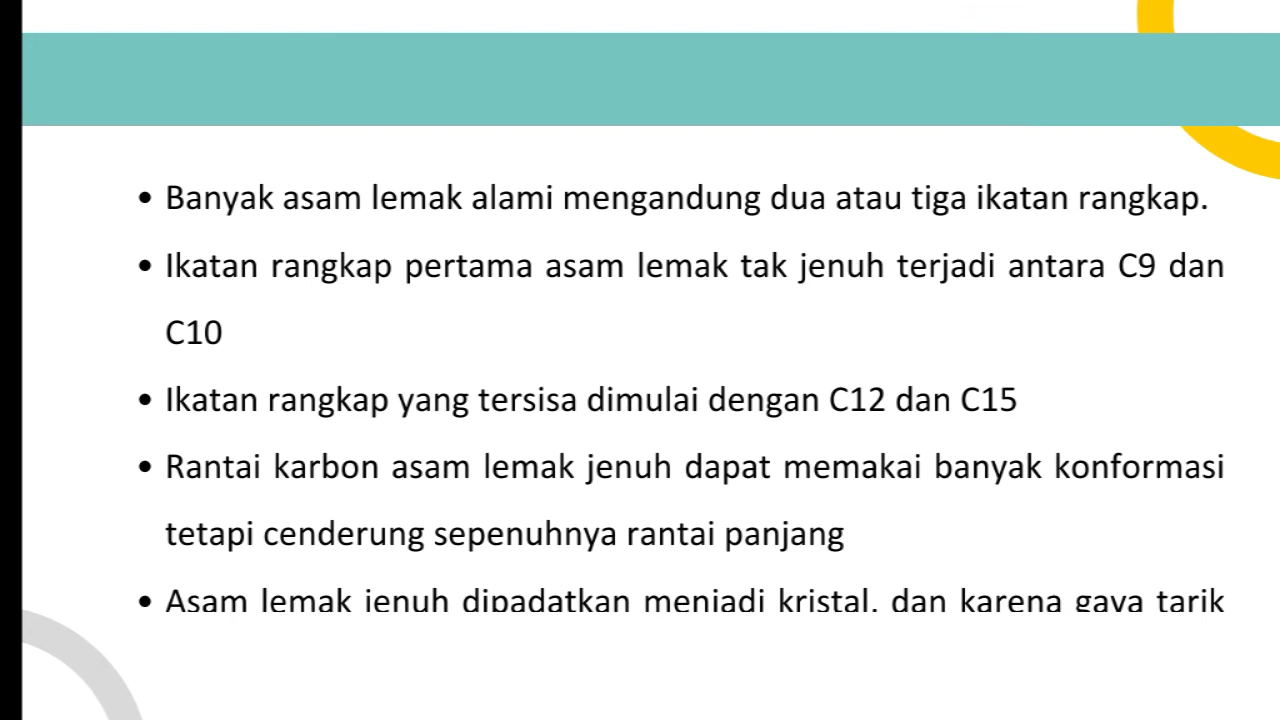 • Banyak asam lemak alami mengandung dua atau tiga ikatan rangkap.
• Ikatan rangkap pertama asam lemak tak jenuh terjadi antara C9 dan
C10
• Ikatan rangkap yang tersisa dimulai dengan C12 dan C15
• Rantai karbon asam lemak jenuh dapat memakai banyak konformasi
tetapi cenderung sepenuhnya rantai panjang
• Asam lemak jenuh dipadatkan menjadi kristal, dan karena gaya tarik